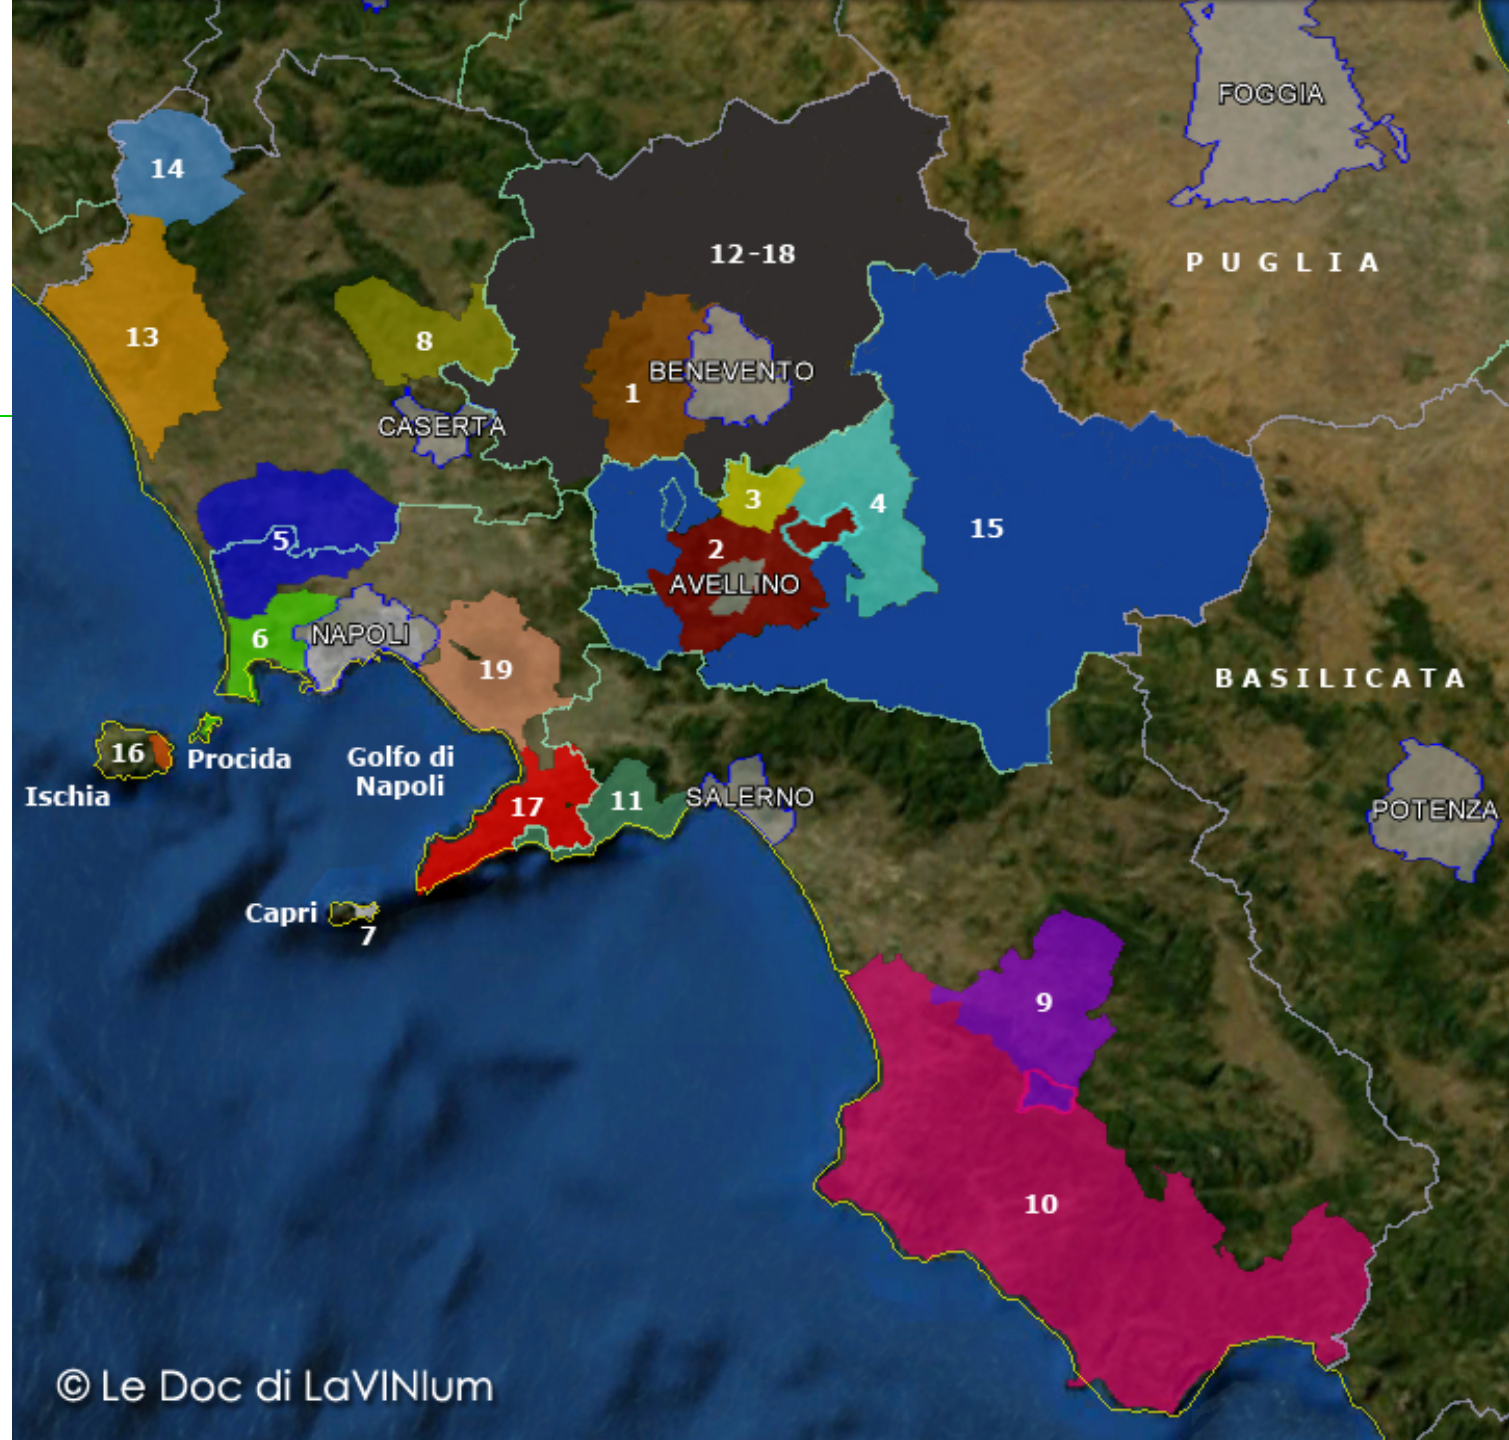 FOGGIA
14
12-18
PUGLIA
13
8
BENEVENTO
1
CASERTA
3
4
5
15
2
AVELLINO
6
NAPOLI
19
BASILICATA
16
Procida
Golfo di
Napoli
Ischia
17
11
SALERNO
POTENZA
Capri
7
9
10
© Le Doc di LaVINIum